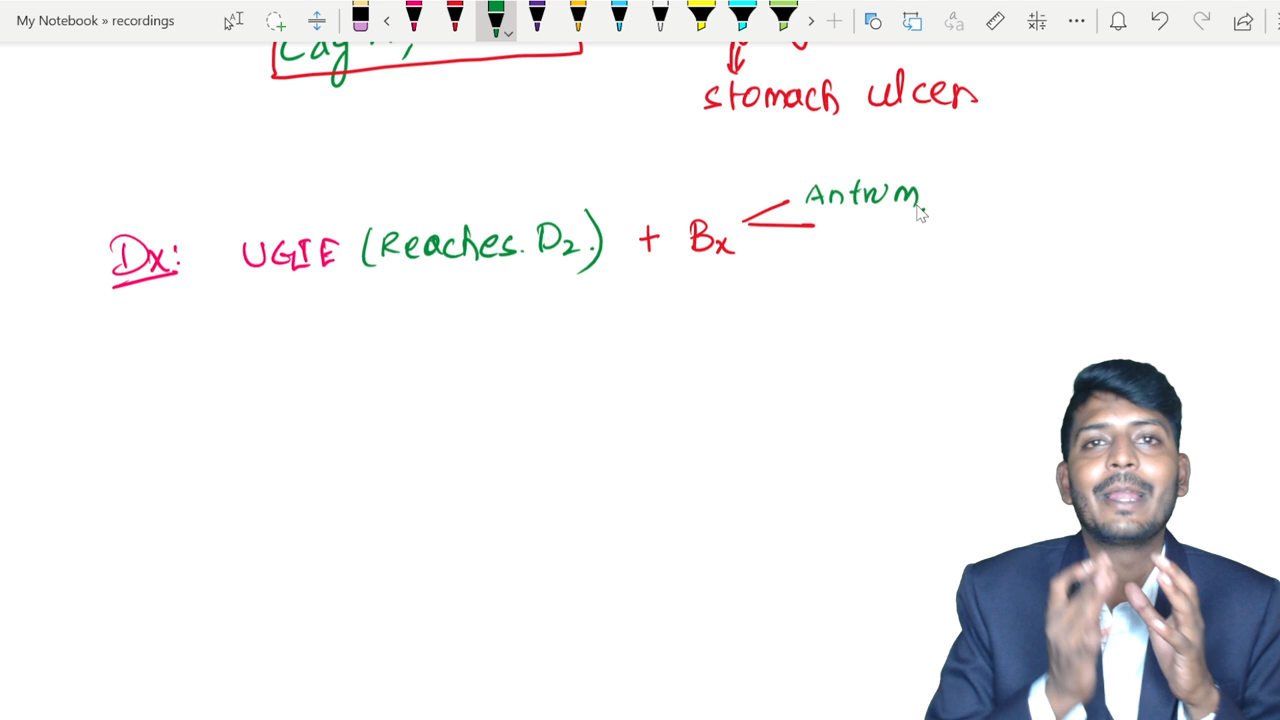 My Notebook » recordings
stomach ulcer
Antrum
Dx: UGIE (Reaches. D2.) + Bx